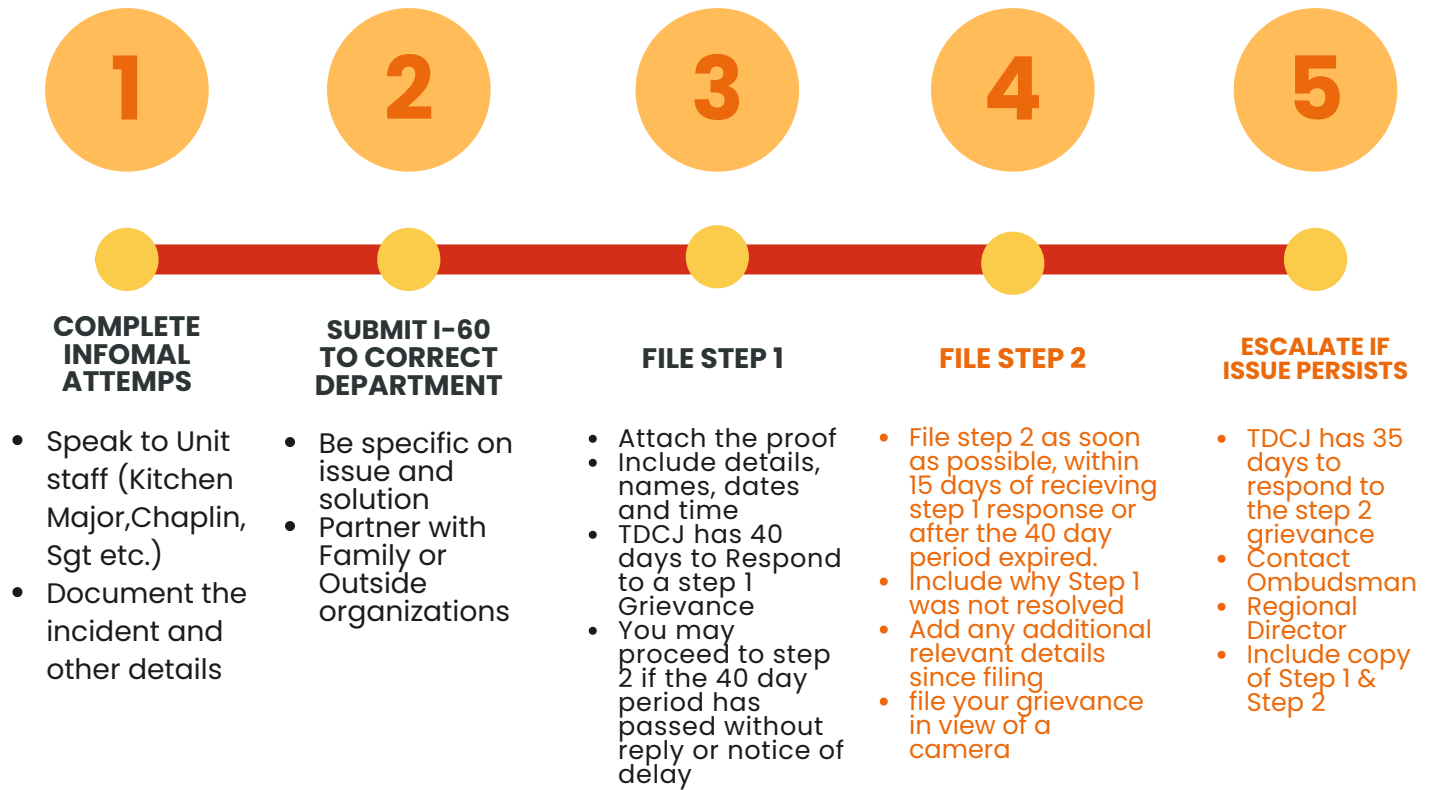 1
2
3
4
5
COMPLETE
INFOMAL
ATTEMPS
• Speak to Unit
staff (Kitchen
Major,Chaplin,
Sgt etc.)
• Document the
incident and
other details
SUBMIT I-60
TO CORRECT
DEPARTMENT
• Be specific on
issue and
solution
• Partner with
Family or
Outside
organizations
FILE STEP 1
• Attach the proof
• Include details,
names, dates
and time
• TDCJ has 40
days to Respond
to a step 1
Grievance
• You may
proceed to step
2 if the 40 day
period has
passed without
reply or notice of
delay
FILE STEP 2
• File step 2 as soon
as possible, within
15 days of recieving
step 1 response or
after the 40 day
period expired.
• Include why Step 1
was not resolved
• Add any additional
relevant details
since filing
• file your grievance
in view of a
camera
ESCALATE IF
ISSUE PERSISTS
• TDCJ has 35
days to
respond to
the step 2
grievance
• Contact
Ombudsman
• Regional
Director
• Include copy
of Step 1 &
Step 2